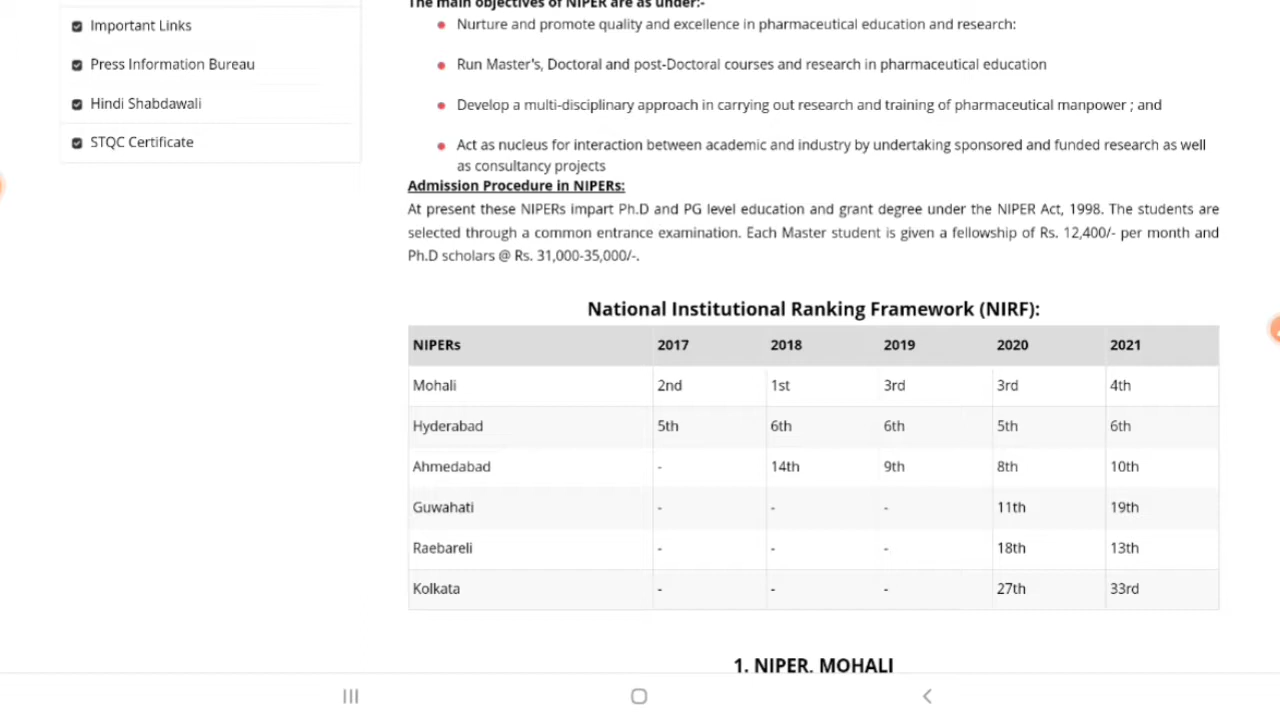 Important Links
Press Information Bureau
Hindi Shabdawali
STQC Certificate
The main objectives of NIPER are as under:-
Nurture and promote quality and excellence in pharmaceutical education and research:
Run Master's, Doctoral and post-Doctoral courses and research in pharmaceutical education
Develop a multi-disciplinary approach in carrying out research and training of pharmaceutical manpower ; and
Act as nucleus for interaction between academic and industry by undertaking sponsored and funded research as well
as consultancy projects
Admission Procedure in NIPERs:
At present these NIPERs impart Ph.D and PG level education and grant degree under the NIPER Act, 1998. The students are
selected through a common entrance examination. Each Master student is given a fellowship of Rs. 12,400/- per month and
Ph.D scholars @ Rs. 31,000-35,000/-.
National Institutional Ranking Framework (NIRF):
NIPERs 2017 2018 2019 2020 2021
Mohali 2nd 1st 3rd 3rd 4th
Hyderabad 5th 6th 6th 5th 6th
Ahmedabad - 14th 9th 8th 10th
Guwahati - - - 11th 19th
Raebareli - - - 18th 13th
Kolkata - - - 27th 33rd
1. NIPER, MOHALI